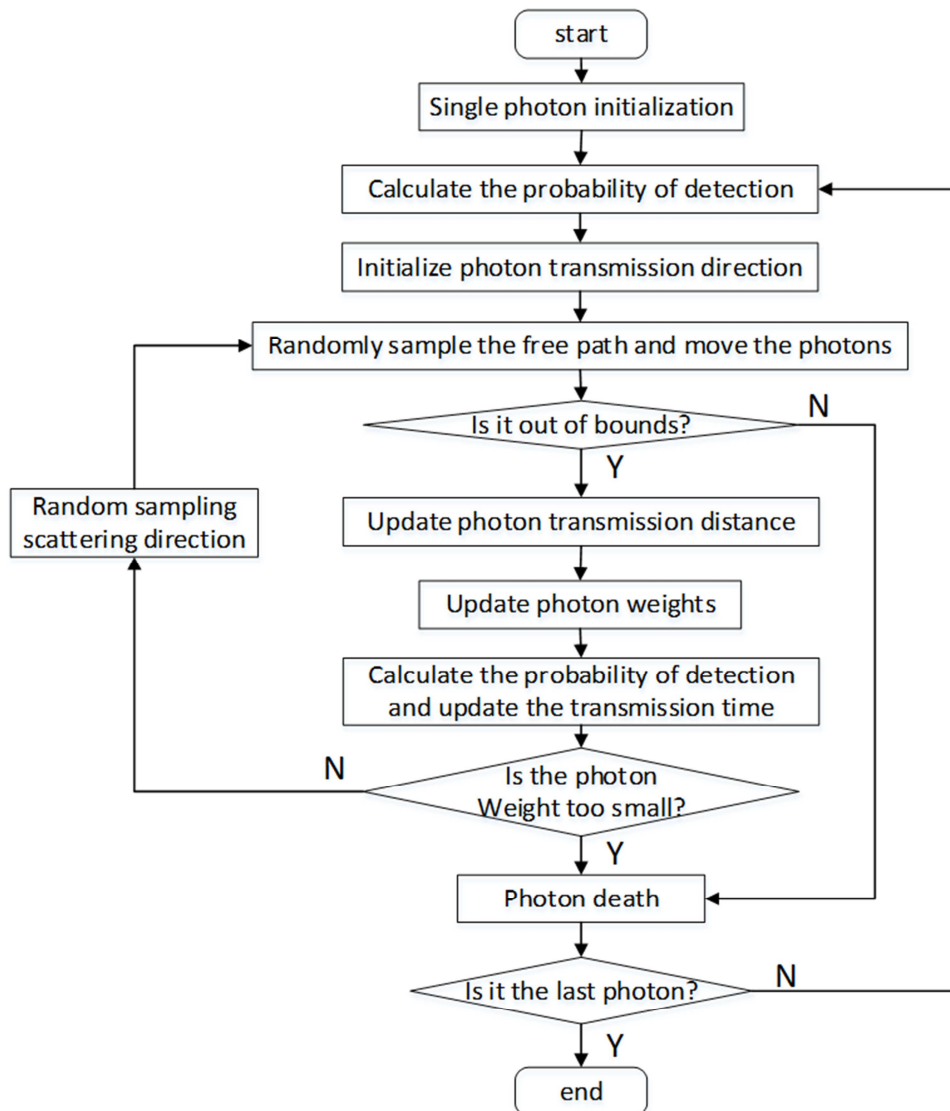 start
Single photon initialization
Calculate the probability of detection
Initialize photon transmission direction
Randomly sample the free path and move the photons
Is it out of bounds?
N
Y
Random sampling
scattering direction
Update photon transmission distance
Update photon weights
Calculate the probability of detection
and update the transmission time
N
Is the photon
Weight too small?
Y
Photon death
Is it the last photon?
N
Y
end